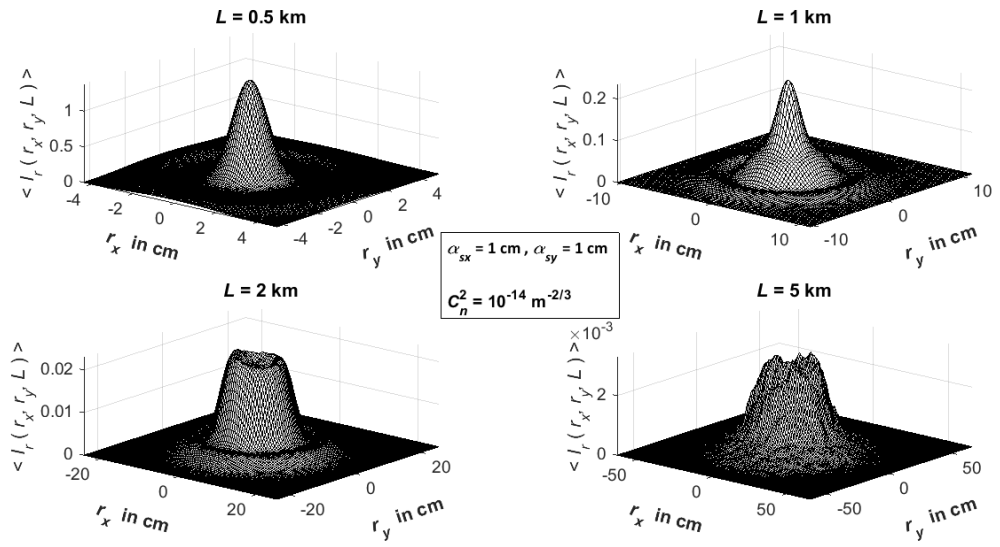 L = 0.5 km
< I_r ( r_x, r_y, L ) >
1
0.5
0
-4
-2
0
2
4
r_x in cm
-4
-2
0
2
4
r_y in cm
L = 1 km
< I_r ( r_x, r_y, L ) >
0.2
0.1
0
-10
0
10
r_x in cm
-10
0
10
r_y in cm
α_sx = 1 cm , α_sy = 1 cm
C_n^2 = 10^-14 m^-2/3
L = 2 km
< I_r ( r_x, r_y, L ) >
0.02
0.01
0
-20
0
20
r_x in cm
-20
0
20
r_y in cm
L = 5 km
×10^-3
< I_r ( r_x, r_y, L ) >
2
0
-50
0
50
r_x in cm
-50
0
50
r_y in cm